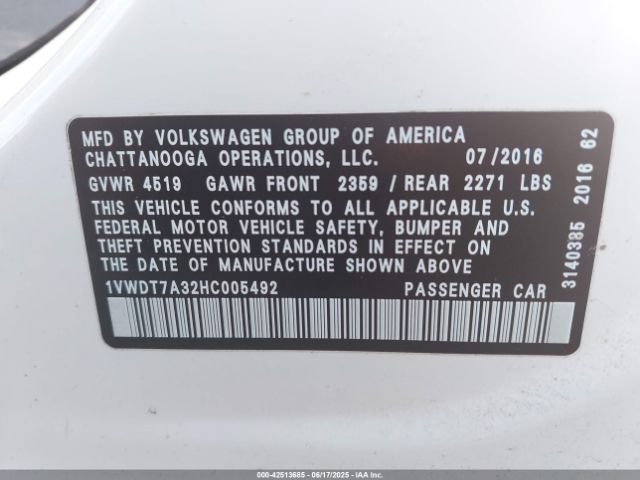 MFD BY VOLKSWAGEN GROUP OF AMERICA
CHATTANOOGA OPERATIONS, LLC. 07/2016
GVWR 4519 GAWR FRONT 2359 / REAR 2271 LBS
THIS VEHICLE CONFORMS TO ALL APPLICABLE U.S.
FEDERAL MOTOR VEHICLE SAFETY, BUMPER AND
THEFT PREVENTION STANDARDS IN EFFECT ON
THE DATE OF MANUFACTURE SHOWN ABOVE
1VWDT7A32HC005492 PASSENGER CAR
3140385 2016 62
000-42513685 - 06/17/2025 - IAAI.COM